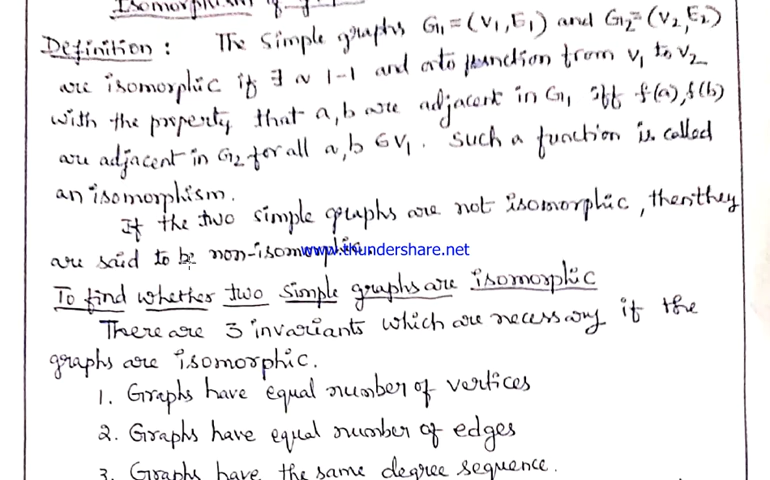 Isomorphism of
Definition : The simple graphs G1=(V1,E1) and G2=(V2,E2)
are isomorphic if ∃ a 1-1 and onto function from V1 to V2
with the property that a,b are adjacent in G1 iff f(a),f(b)
are adjacent in G2 for all a,b ∈ V1. Such a function is called
an isomorphism.
If the two simple graphs are not isomorphic, then they
are said to be non-isomorphic.
www.thundershare.net
To find whether two simple graphs are isomorphic
There are 3 invariants which are necessary if the
graphs are isomorphic.
1. Graphs have equal number of vertices
2. Graphs have equal number of edges
3. Graphs have the same degree sequence.